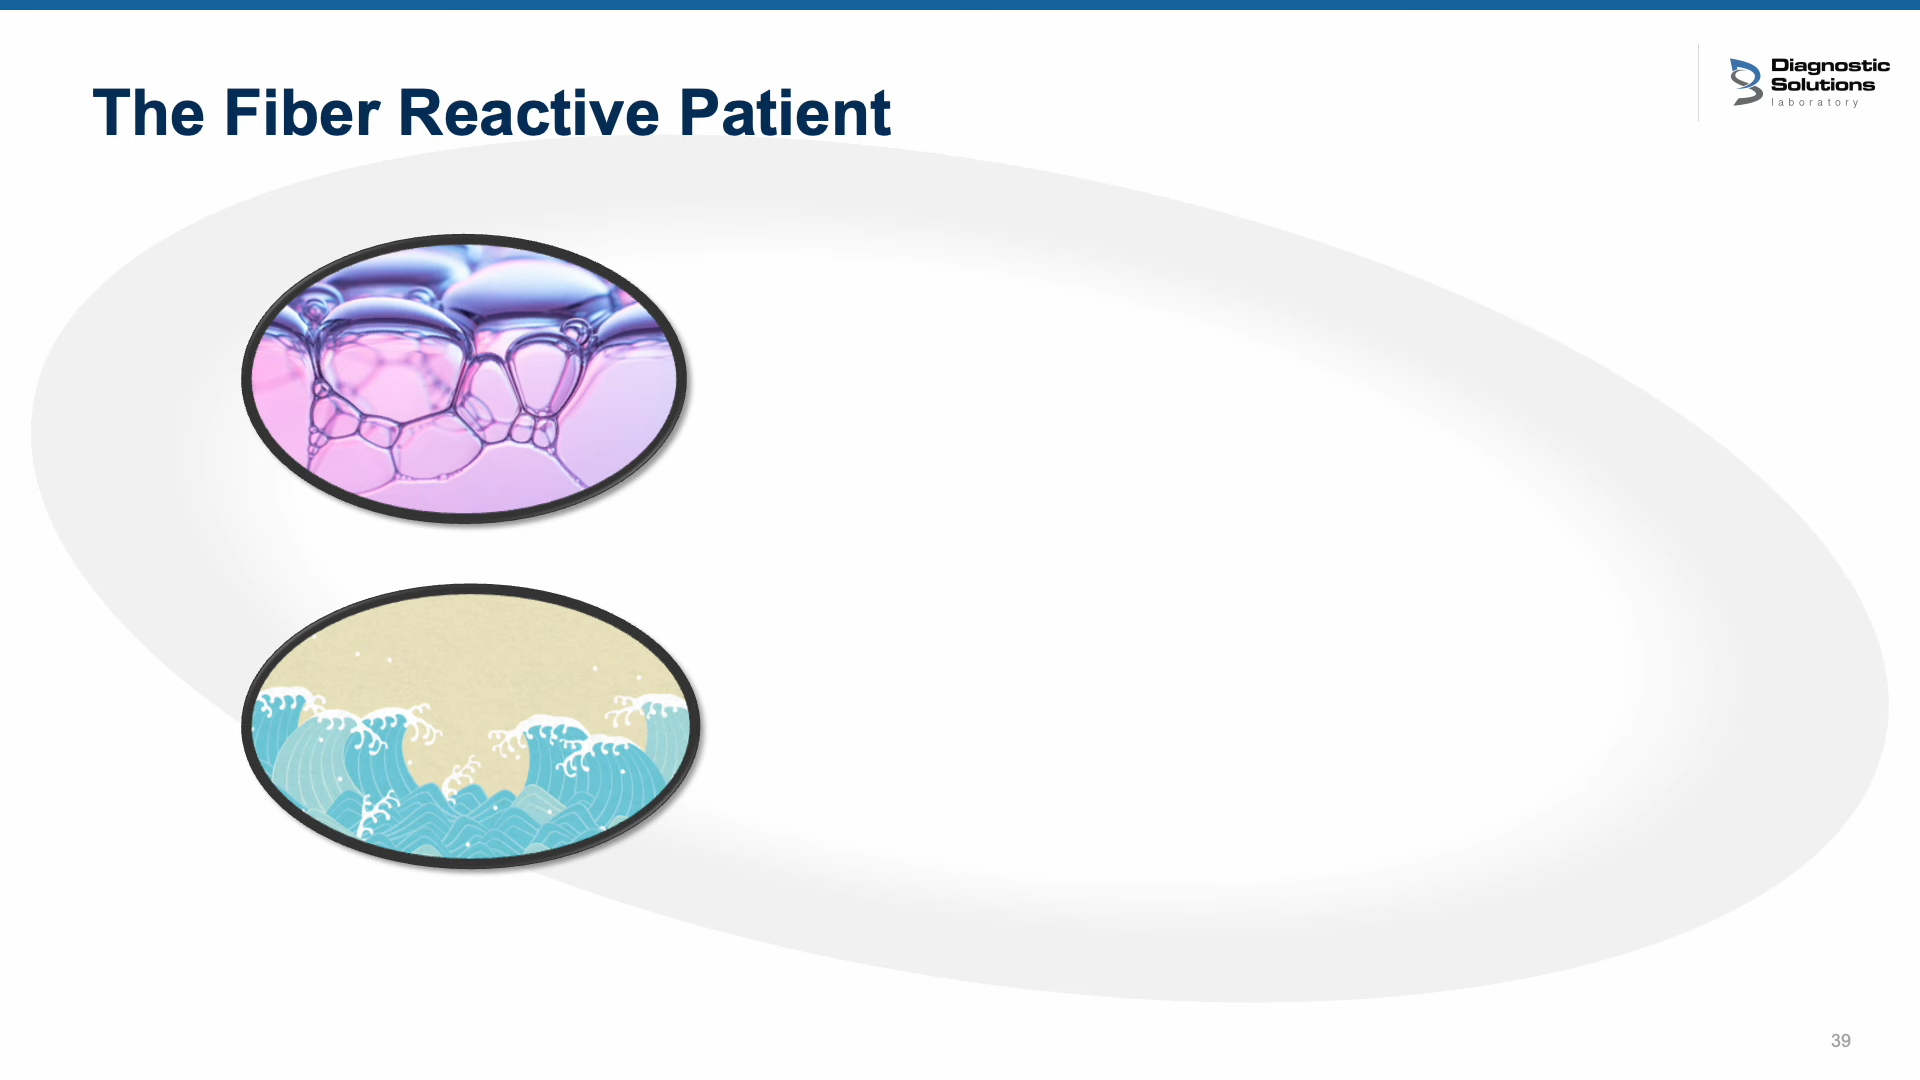 The Fiber Reactive Patient
Diagnostic
Solutions
laboratory
39